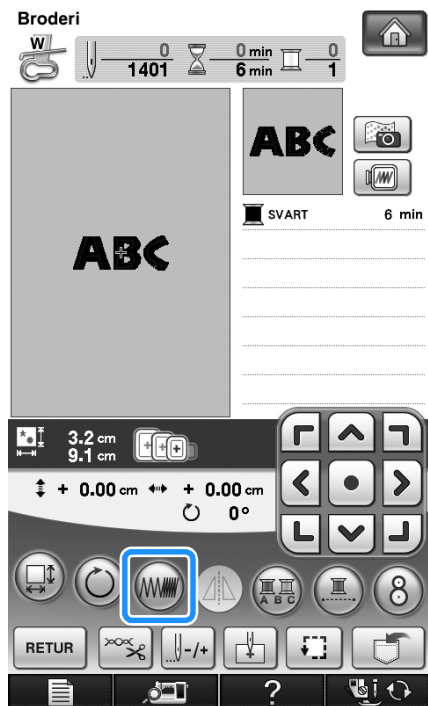 Broderi
W
0 0 min 0
1401 6 min 1
ABC
ABC
SVART 6 min
3.2 cm
9.1 cm
+ 0.00 cm + 0.00 cm
0°
A B C
8
RETUR
-/+
? i